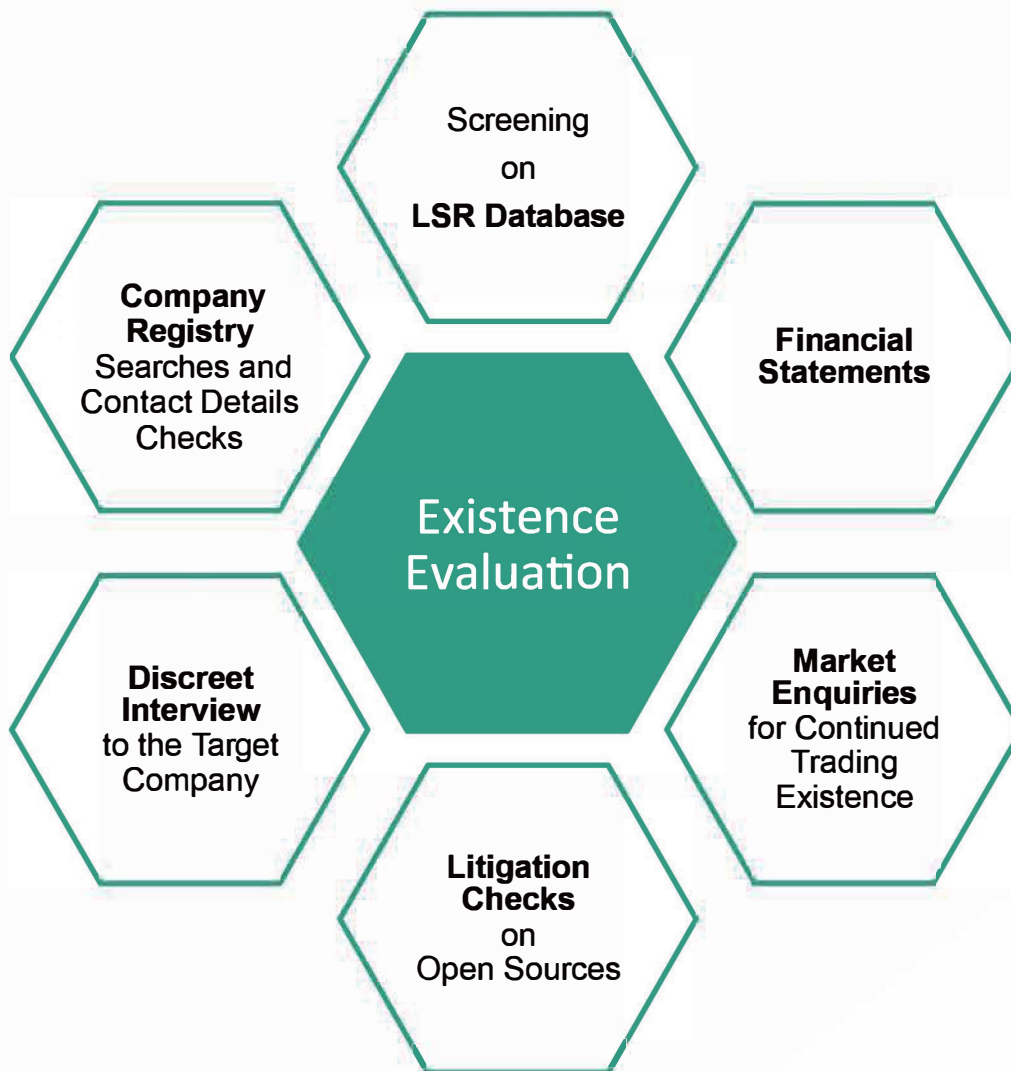 Screening
on
LSR Database
Company
Registry
Searches and
Contact Details
Checks
Financial
Statements
Existence
Evaluation
Discreet
Interview
to the Target
Company
Market
Enquiries
for Continued
Trading
Existence
Litigation
Checks
on
Open Sources